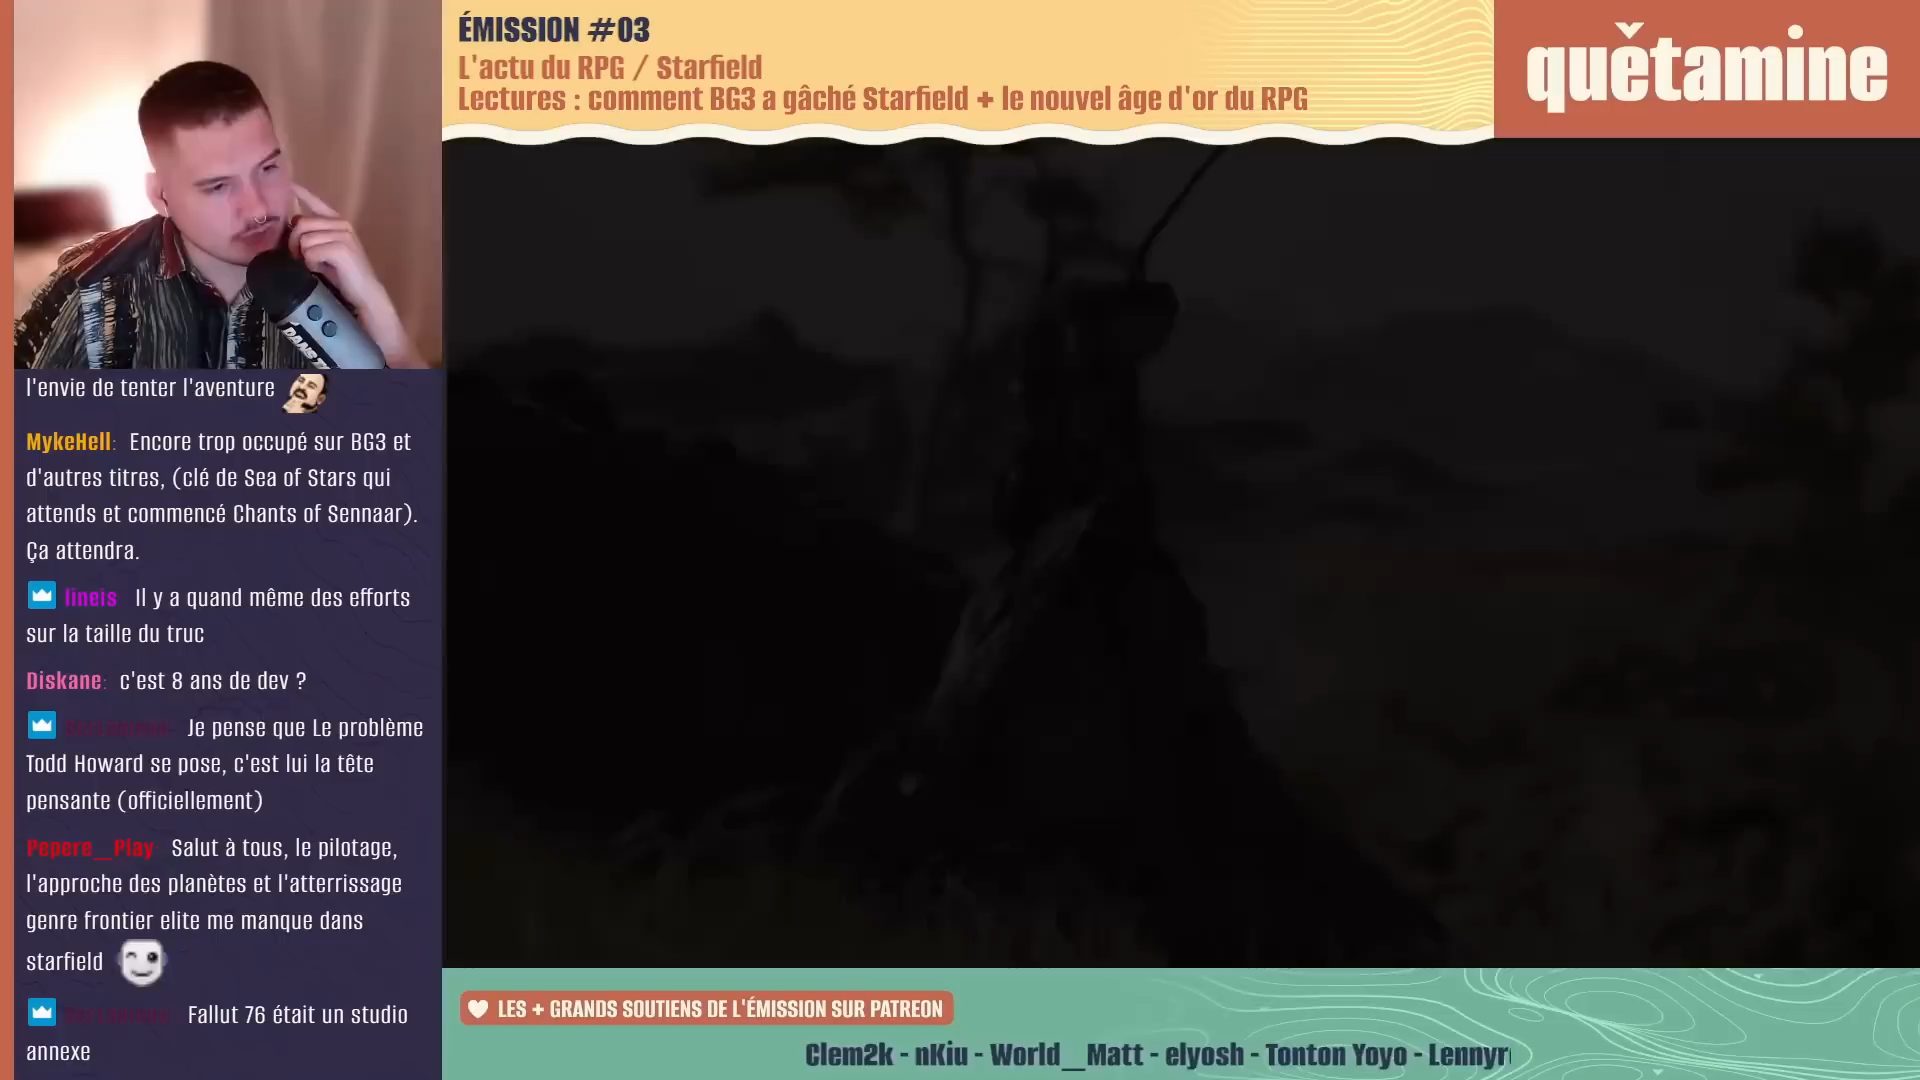 ÉMISSION #03
L'actu du RPG / Starfield
Lectures : comment BG3 a gâché Starfield + le nouvel âge d'or du RPG
quětamine
DANS T
l'envie de tenter l'aventure
MykeHell: Encore trop occupé sur BG3 et
d'autres titres, (clé de Sea of Stars qui
attends et commencé Chants of Sennaar).
Ça attendra.
lineis Il y a quand même des efforts
sur la taille du truc
Diskane: c'est 8 ans de dev ?
Je pense que Le problème
Todd Howard se pose, c'est lui la tête
pensante (officiellement)
Pepere_Play: Salut à tous, le pilotage,
l'approche des planètes et l'atterrissage
genre frontier elite me manque dans
starfield
Fallut 76 était un studio
annexe
LES + GRANDS SOUTIENS DE L'ÉMISSION SUR PATREON
Clem2k - nKiu - World_Matt - elyosh - Tonton Yoyo - Lennyr